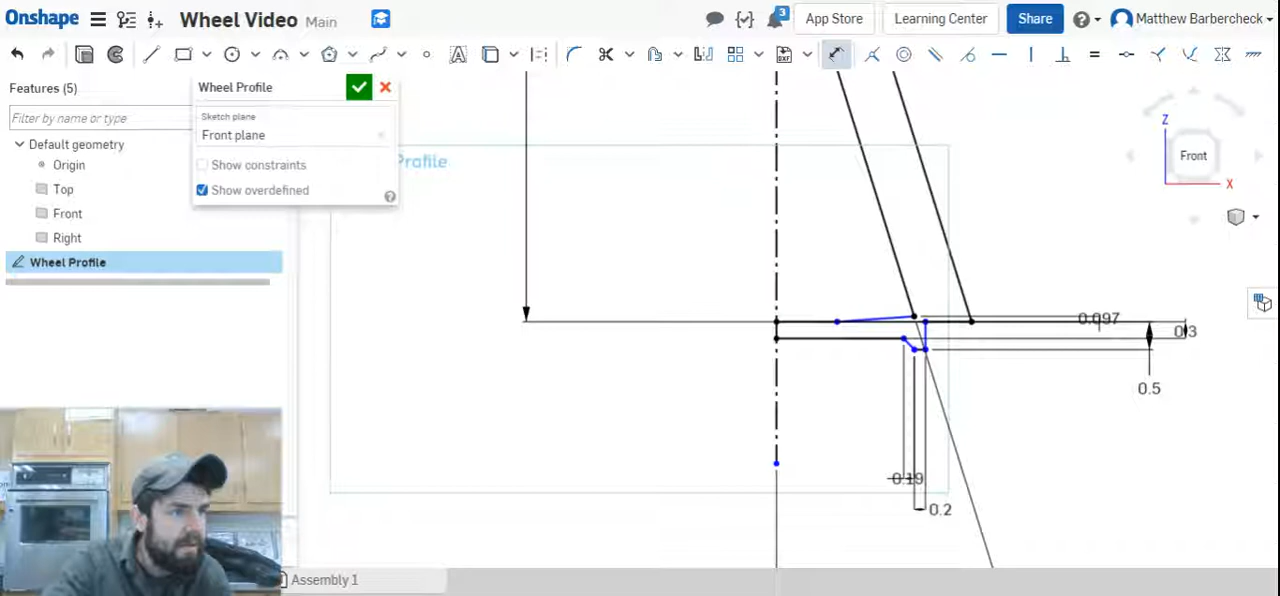 Onshape Wheel Video Main 3 App Store Learning Center Share Matthew Barbercheck
DXF
Features (5)
Filter by name or type
Default geometry
Origin
Top
Front
Right
Wheel Profile
Wheel Profile
Sketch plane
Front plane
Show constraints
Show overdefined
Profile
Z
Front
X
0.097
0.3
0.5
0.19
0.2
Assembly 1